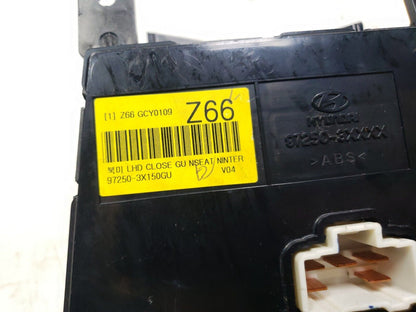 [1] Z66 GCY0109 Z66
북미 LHD CLOSE GU NSEAT NINTER
97250-3X150GU V04
HYUNDAI
97250-3XXXX
>ABS<